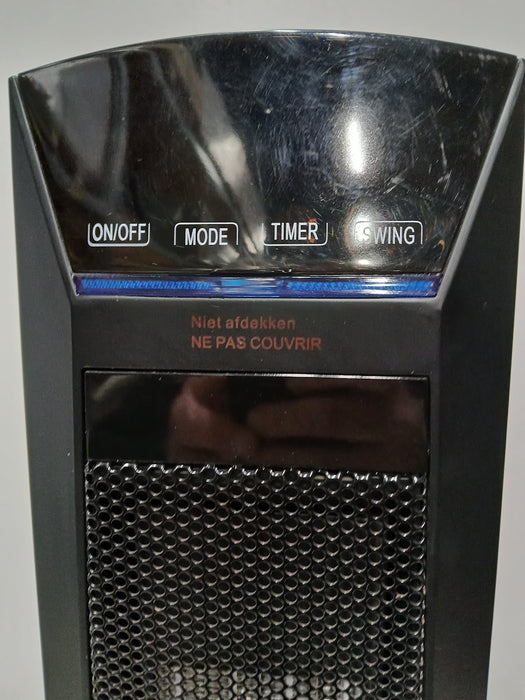 ON/OFF MODE TIMER SWING
Niet afdekken
NE PAS COUVRIR